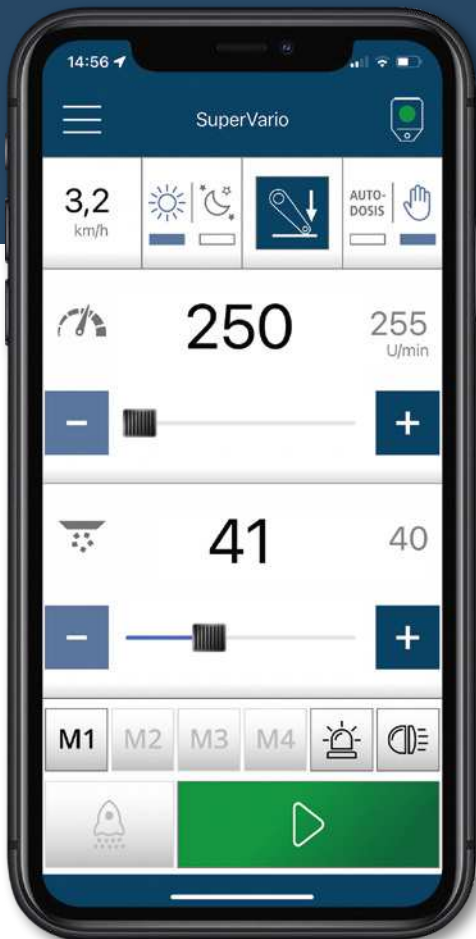 14:56
SuperVario
3,2
km/h
AUTO-
DOSIS
250
255
U/min
−
+
41
40
−
+
M1 M2 M3 M4